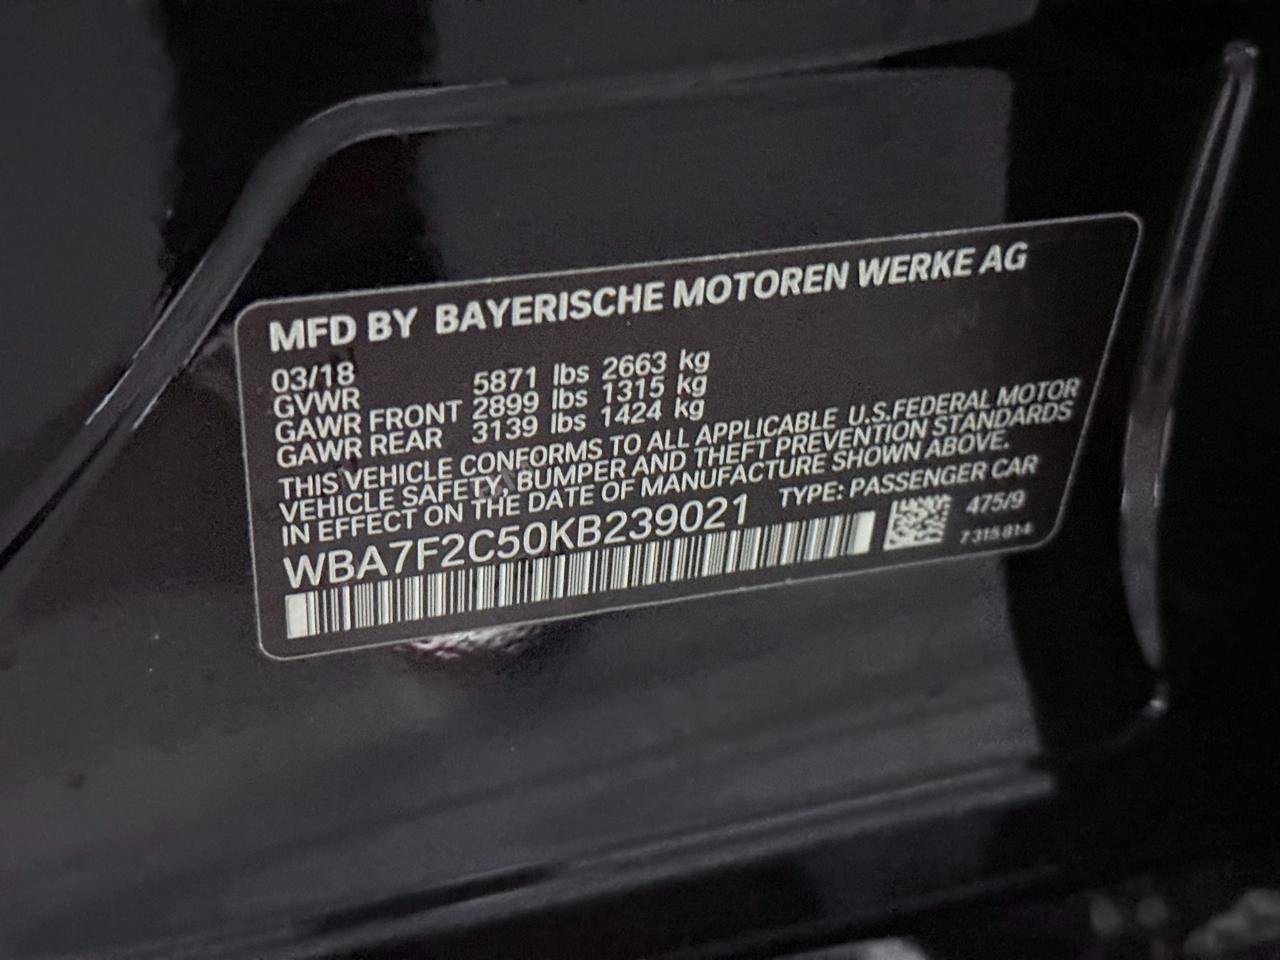 MFD BY BAYERISCHE MOTOREN WERKE AG
03/18
GVWR 5871 lbs 2663 kg
GAWR FRONT 2899 lbs 1315 kg
GAWR REAR 3139 lbs 1424 kg
THIS VEHICLE CONFORMS TO ALL APPLICABLE U.S.FEDERAL MOTOR
VEHICLE SAFETY, BUMPER AND THEFT PREVENTION STANDARDS
IN EFFECT ON THE DATE OF MANUFACTURE SHOWN ABOVE.
WBA7F2C50KB239021 TYPE: PASSENGER CAR
475/9
7 315 814